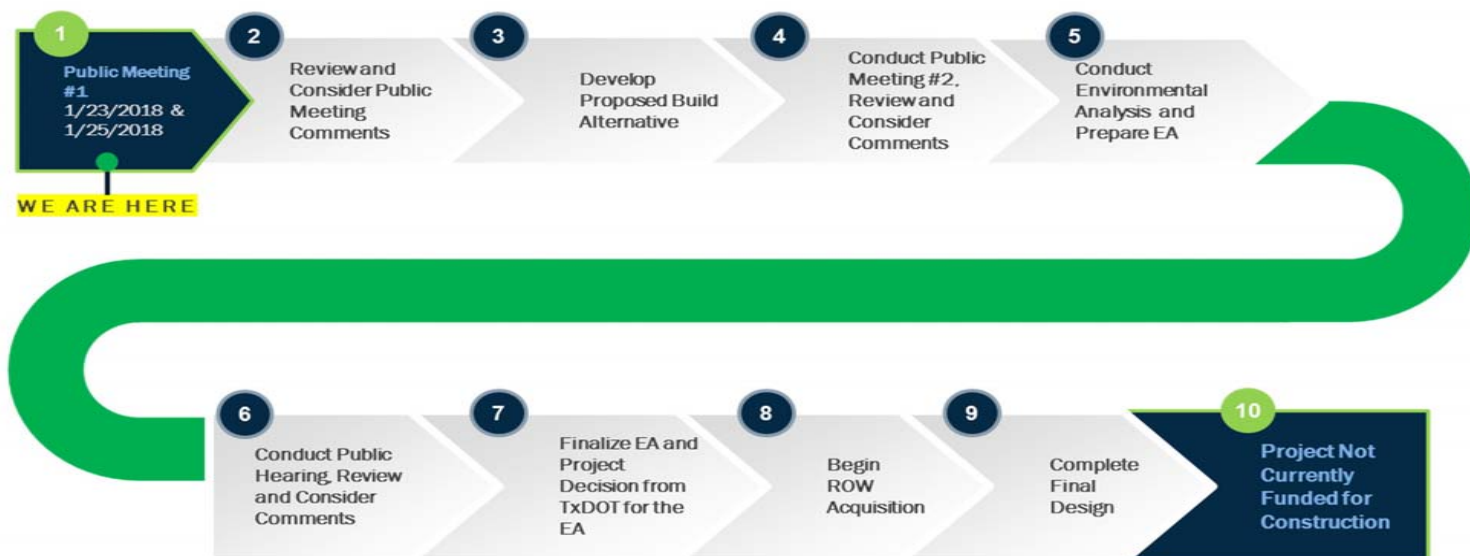 1
Public Meeting
#1
1/23/2018 &
1/25/2018
WE ARE HERE
2
Review and
Consider Public
Meeting
Comments
3
Develop
Proposed Build
Alternative
4
Conduct Public
Meeting #2,
Review and
Consider
Comments
5
Conduct
Environmental
Analysis and
Prepare EA
6
Conduct Public
Hearing, Review
and Consider
Comments
7
Finalize EA and
Project
Decision from
TxDOT for the
EA
8
Begin
ROW
Acquisition
9
Complete
Final
Design
10
Project Not
Currently
Funded for
Construction